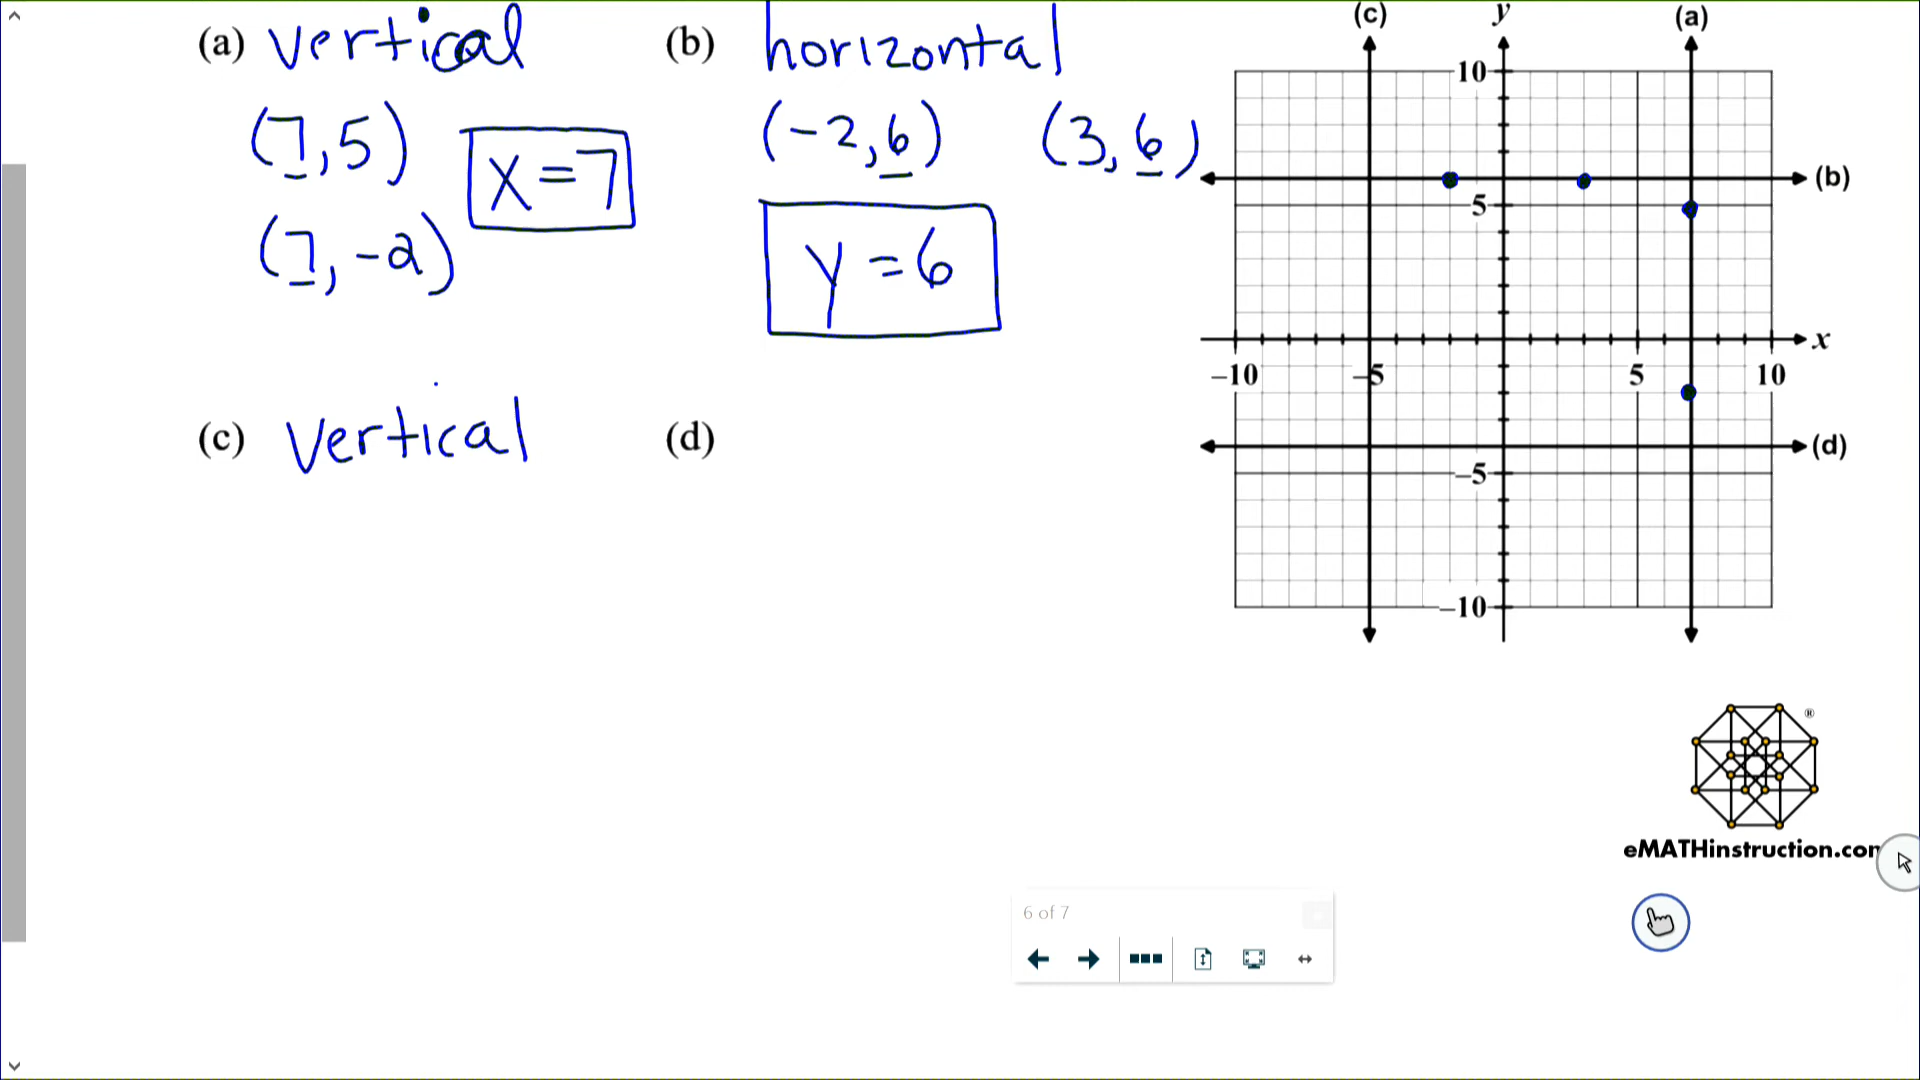 (a) vertical
(7,5)
x=7
(7,-2)
(b) horizontal
(-2,6) (3,6)
y=6
(c) vertical
(d)
(c) y (a)
10
(b)
5
x
–10 –5 5 10
(d)
–5
–10
®
eMATHinstruction.com
6 of 7